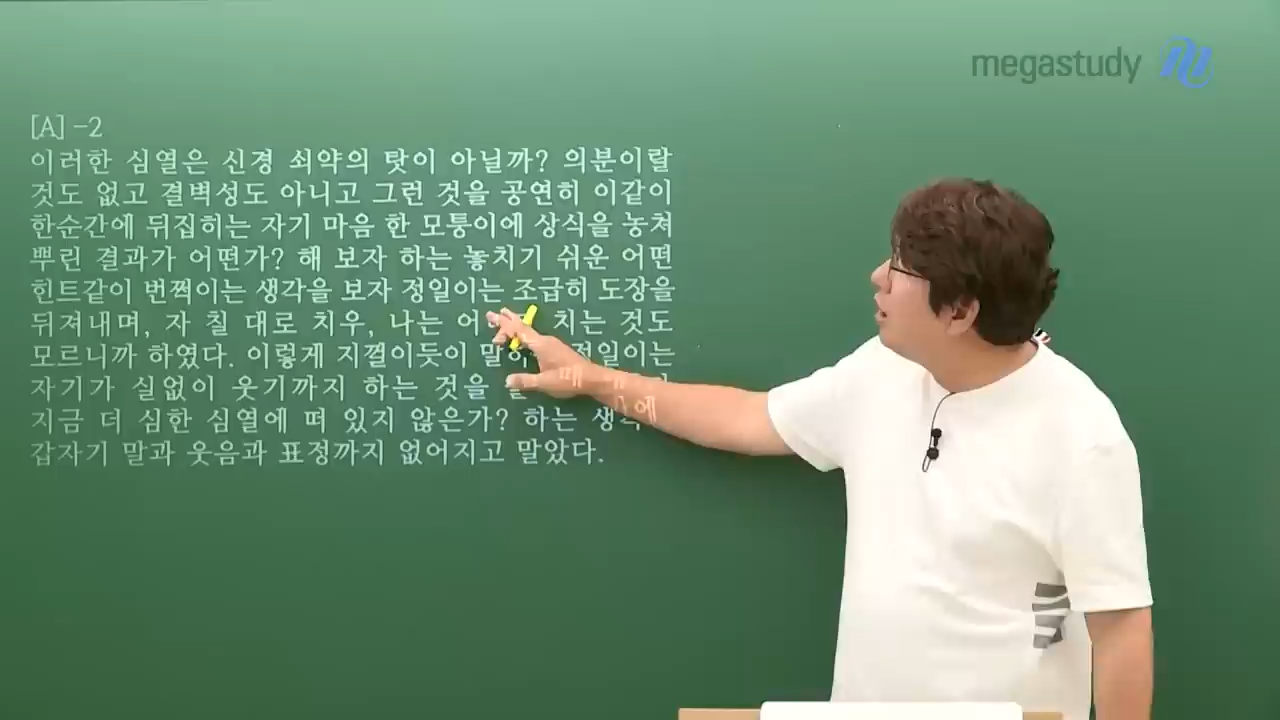 megastudy
[A] -2
이러한 심열은 신경 쇠약의 탓이 아닐까? 의분이랄
것도 없고 결벽성도 아니고 그런 것을 공연히 이같이
한순간에 뒤집히는 자기 마음 한 모퉁이에 상식을 놓쳐
뿌린 결과가 어떤가? 해 보자 하는 놓치기 쉬운 어떤
힌트같이 번쩍이는 생각을 보자 정일이는 조급히 도장을
뒤져내며, 자 칠 대로 치우, 나는 어 치는 것도
모르니까 하였다. 이렇게 지껄이듯이 정일이는
자기가 실없이 웃기까지 하는 것을 때
지금 더 심한 심열에 떠 있지 않은가? 하는 에
갑자기 말과 웃음과 표정까지 없어지고 말았다.